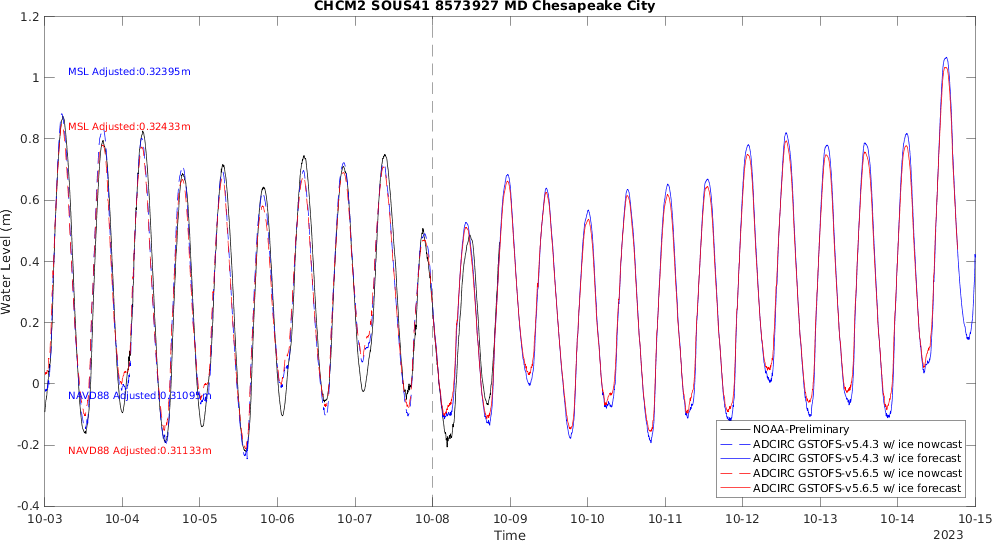 CHCM2 SOUS41 8573927 MD Chesapeake City
1.2
1
0.8
0.6
0.4
0.2
0
-0.2
-0.4
Water Level (m)
MSL Adjusted:0.32395m
MSL Adjusted:0.32433m
NAVD88 Adjusted:0.31095m
NAVD88 Adjusted:0.31133m
NOAA-Preliminary
ADCIRC GSTOFS-v5.4.3 w/ ice nowcast
ADCIRC GSTOFS-v5.4.3 w/ ice forecast
ADCIRC GSTOFS-v5.6.5 w/ ice nowcast
ADCIRC GSTOFS-v5.6.5 w/ ice forecast
10-03 10-04 10-05 10-06 10-07 10-08 10-09 10-10 10-11 10-12 10-13 10-14 10-15
Time
2023